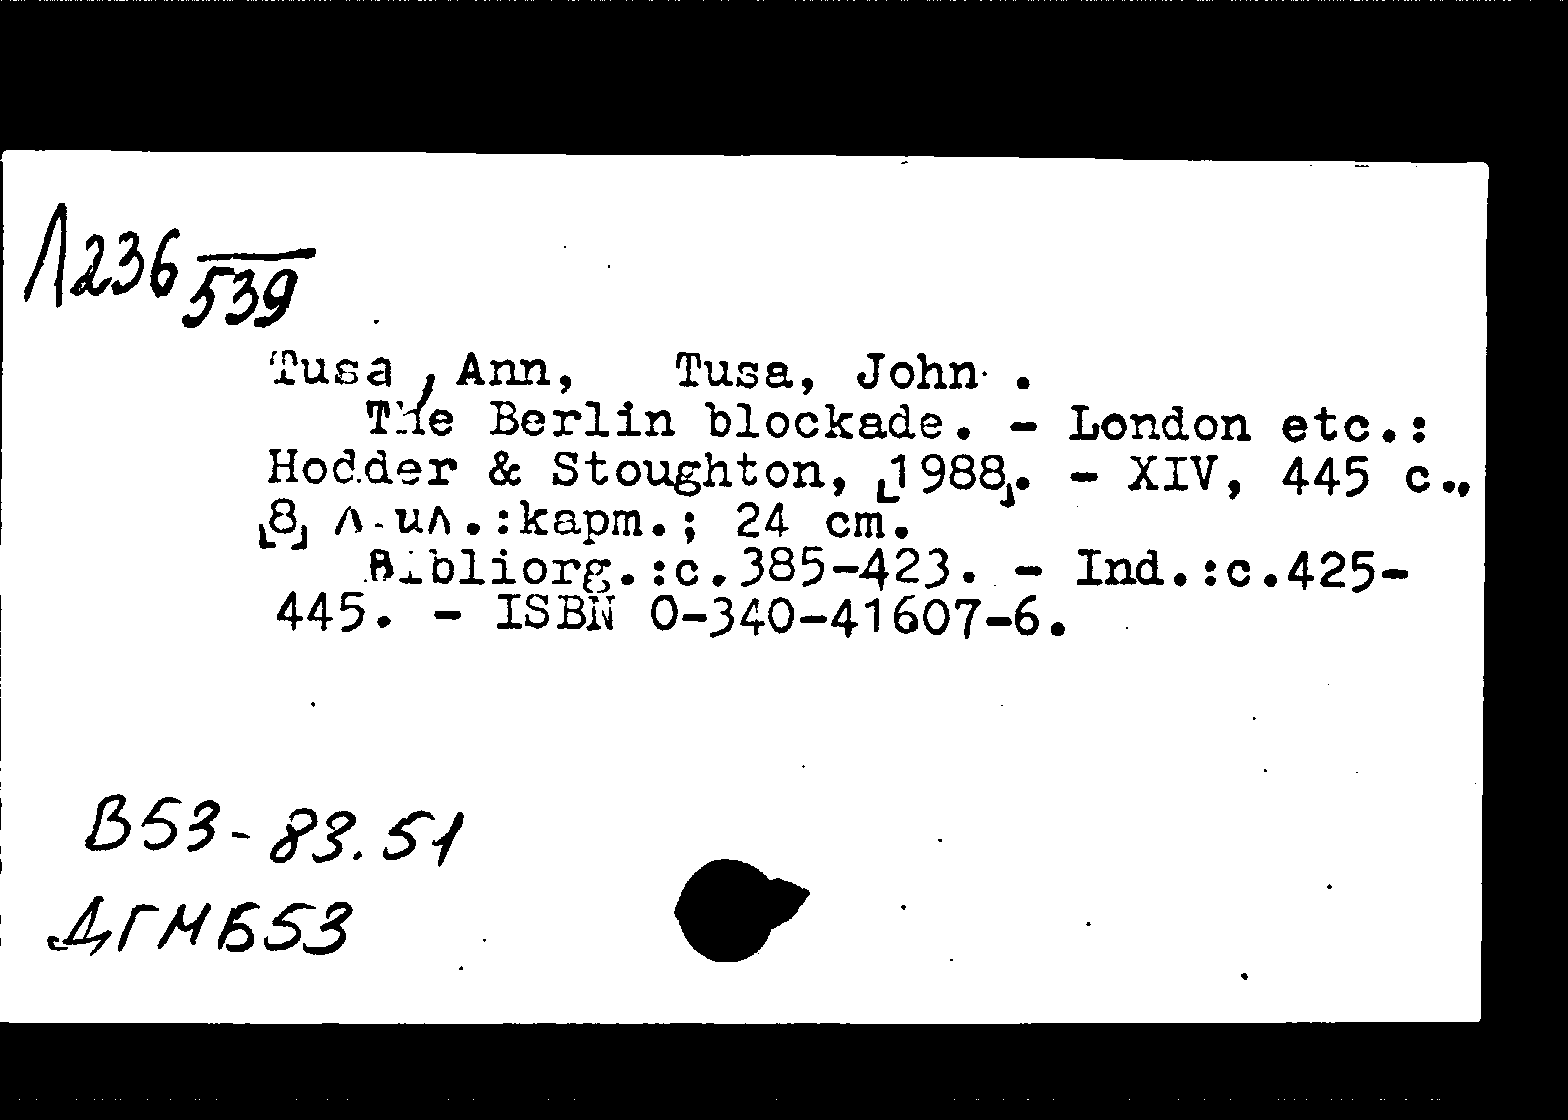 Л236 539
Tusa, Ann, Tusa, John .
The Berlin blockade. - London etc.:
Hodder & Stoughton, [1988]. - XIV, 445 c.,
[8] л. ил.:карт.; 24 cm.
Bibliorg.:c.385-423. - Ind.:c.425-
445. - ISBN 0-340-41607-6.
В53-83.51
ДГМБ53